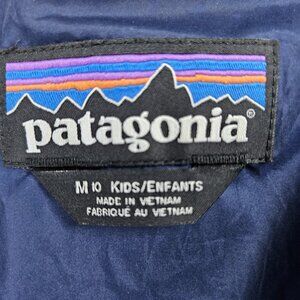 patagonia®
M 10 KIDS/ENFANTS
MADE IN VIETNAM
FABRIQUÉ AU VIETNAM